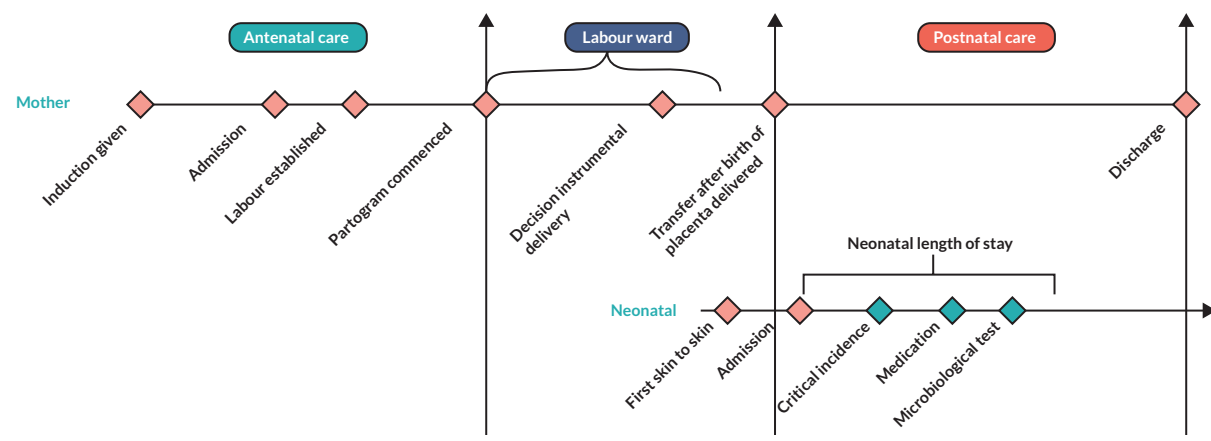 Antenatal care
Labour ward
Postnatal care
Mother
Induction given
Admission
Labour established
Partogram commenced
Decision instrumental
delivery
Transfer after birth of
placenta delivered
Discharge
Neonatal length of stay
Neonatal
First skin to skin
Admission
Critical incidence
Medication
Microbiological test